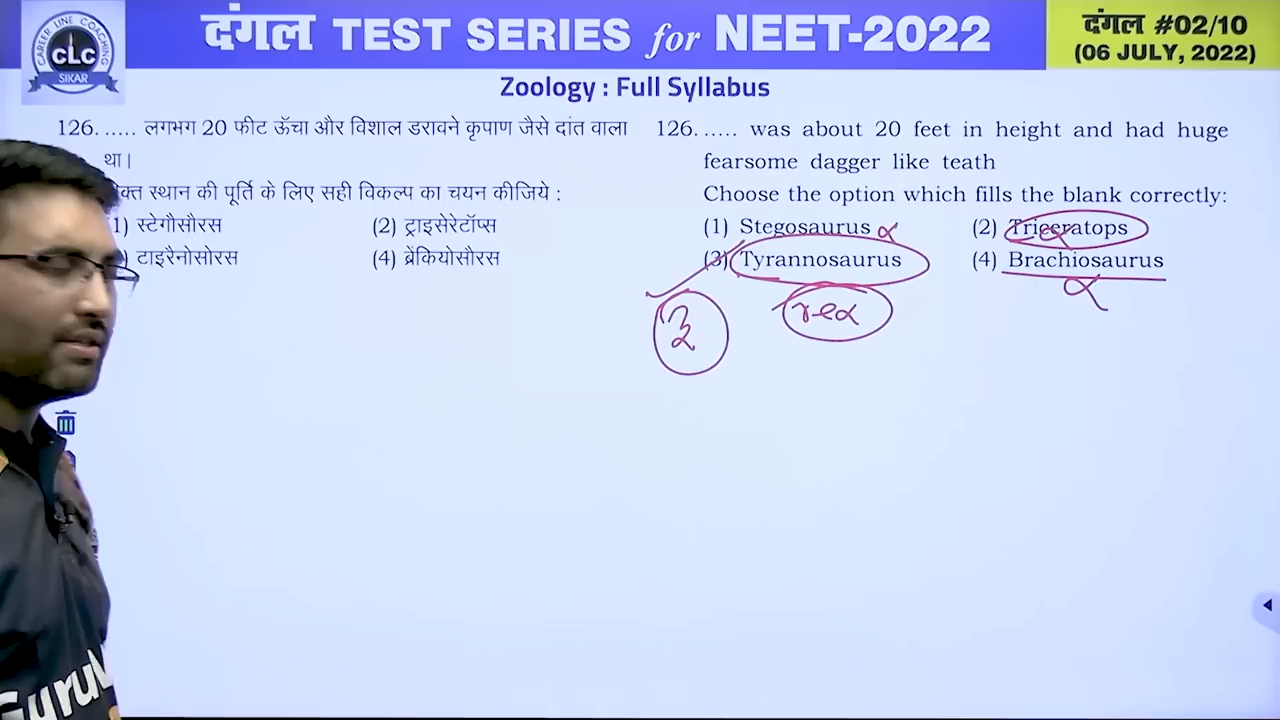 CAREER LINE COACHING
CLC
SIKAR
दंगल TEST SERIES for NEET-2022
दंगल #02/10
(06 JULY, 2022)
Zoology : Full Syllabus
126. ..... लगभग 20 फीट ऊँचा और विशाल डरावने कृपाण जैसे दांत वाला
था।
स्थान की पूर्ति के लिए सही विकल्प का चयन कीजिये :
1) स्टेगौसौरस
(2) ट्राइसेरेटॉप्स
) टाइरैनोसोरस
(4) ब्रेंकियोसौरस
126. ..... was about 20 feet in height and had huge
fearsome dagger like teath
Choose the option which fills the blank correctly:
(1) Stegosaurus
(2) Triceratops
(3) Tyrannosaurus
(4) Brachiosaurus
rex
3